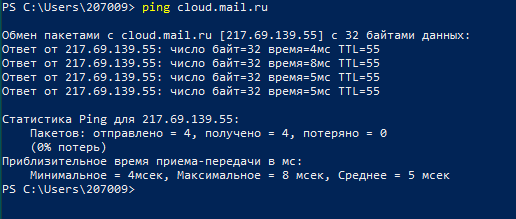 PS C:\Users\207009> ping cloud.mail.ru
Обмен пакетами с cloud.mail.ru [217.69.139.55] с 32 байтами данных:
Ответ от 217.69.139.55: число байт=32 время=4мс TTL=55
Ответ от 217.69.139.55: число байт=32 время=8мс TTL=55
Ответ от 217.69.139.55: число байт=32 время=5мс TTL=55
Ответ от 217.69.139.55: число байт=32 время=5мс TTL=55
Статистика Ping для 217.69.139.55:
Пакетов: отправлено = 4, получено = 4, потеряно = 0
(0% потерь)
Приблизительное время приема-передачи в мс:
Минимальное = 4мсек, Максимальное = 8 мсек, Среднее = 5 мсек
PS C:\Users\207009>